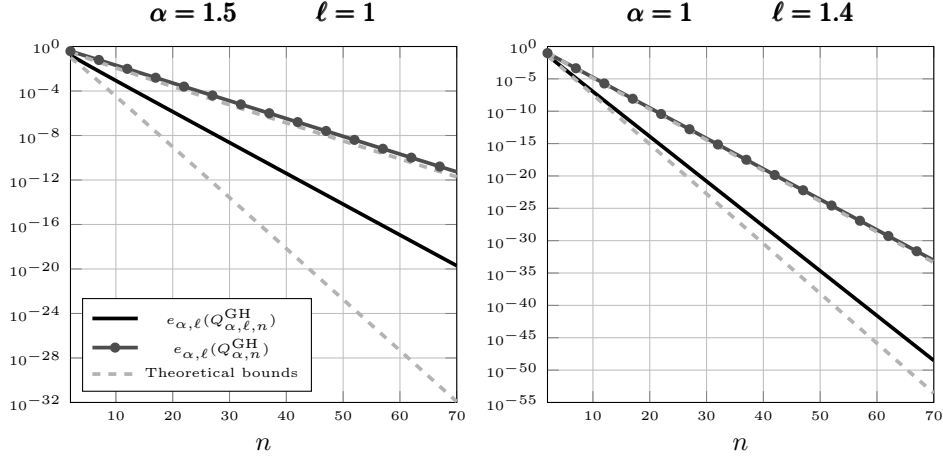 α = 1.5 ℓ = 1
10^0
10^−4
10^−8
10^−12
10^−16
10^−20
10^−24
10^−28
10^−32
10 20 30 40 50 60 70
n
e_{α,ℓ}(Q^{GH}_{α,ℓ,n})
e_{α,ℓ}(Q^{GH}_{α,n})
Theoretical bounds
α = 1 ℓ = 1.4
10^0
10^−5
10^−10
10^−15
10^−20
10^−25
10^−30
10^−35
10^−40
10^−45
10^−50
10^−55
10 20 30 40 50 60 70
n